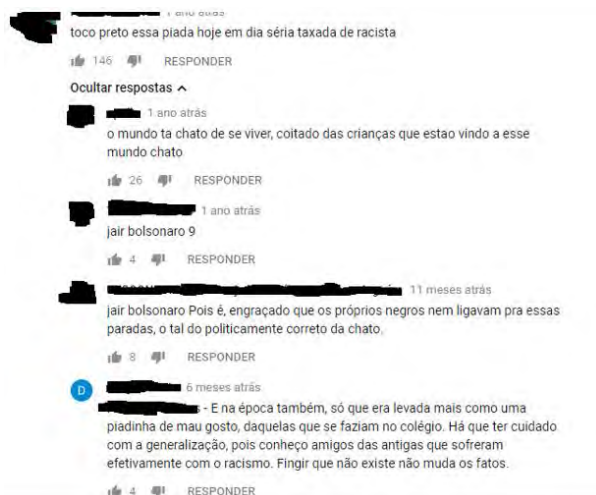 1 ano atrás
toco preto essa piada hoje em dia séria taxada de racista
146 RESPONDER
Ocultar respostas
1 ano atrás
o mundo ta chato de se viver, coitado das crianças que estao vindo a esse
mundo chato
26 RESPONDER
1 ano atrás
jair bolsonaro 9
4 RESPONDER
11 meses atrás
jair bolsonaro Pois é, engraçado que os próprios negros nem ligavam pra essas
paradas, o tal do politicamente correto da chato.
8 RESPONDER
D
6 meses atrás
- E na época também, só que era levada mais como uma
piadinha de mau gosto, daquelas que se faziam no colégio. Há que ter cuidado
com a generalização, pois conheço amigos das antigas que sofreram
efetivamente com o racismo. Fingir que não existe não muda os fatos.
4 RESPONDER